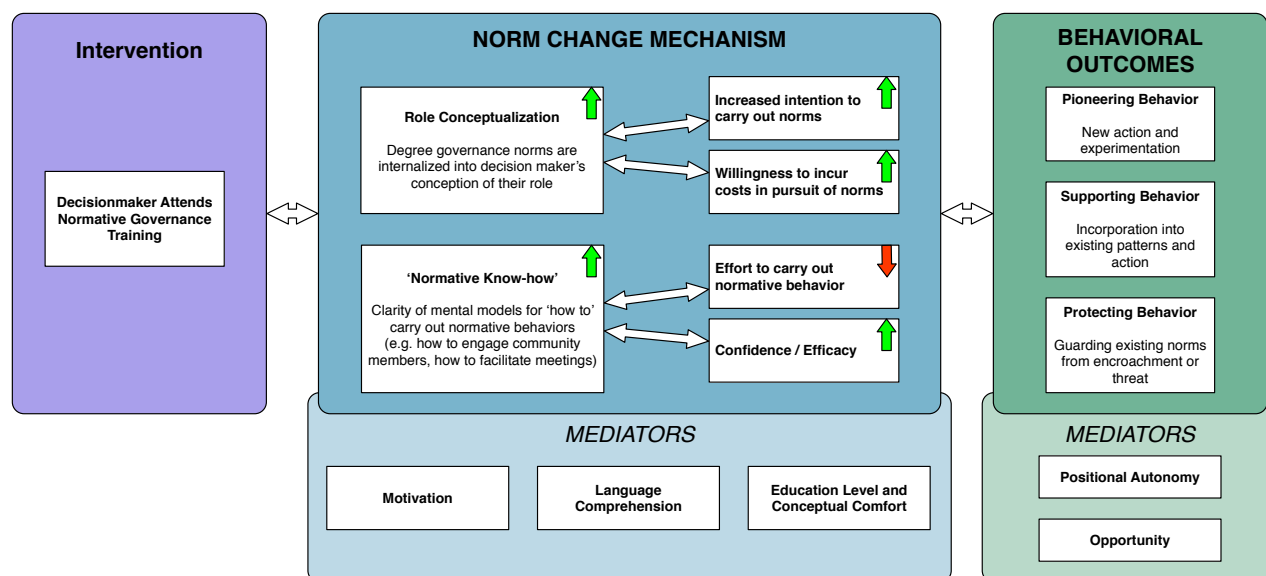 Intervention
Decisionmaker Attends
Normative Governance
Training
NORM CHANGE MECHANISM
Role Conceptualization
Degree governance norms are
internalized into decision maker's
conception of their role
Increased intention to
carry out norms
Willingness to incur
costs in pursuit of norms
‘Normative Know-how’
Clarity of mental models for ‘how to’
carry out normative behaviors
(e.g. how to engage community
members, how to facilitate meetings)
Effort to carry out
normative behavior
Confidence / Efficacy
MEDIATORS
Motivation
Language
Comprehension
Education Level and
Conceptual Comfort
BEHAVIORAL
OUTCOMES
Pioneering Behavior
New action and
experimentation
Supporting Behavior
Incorporation into
existing patterns and
action
Protecting Behavior
Guarding existing norms
from encroachment or
threat
MEDIATORS
Positional Autonomy
Opportunity